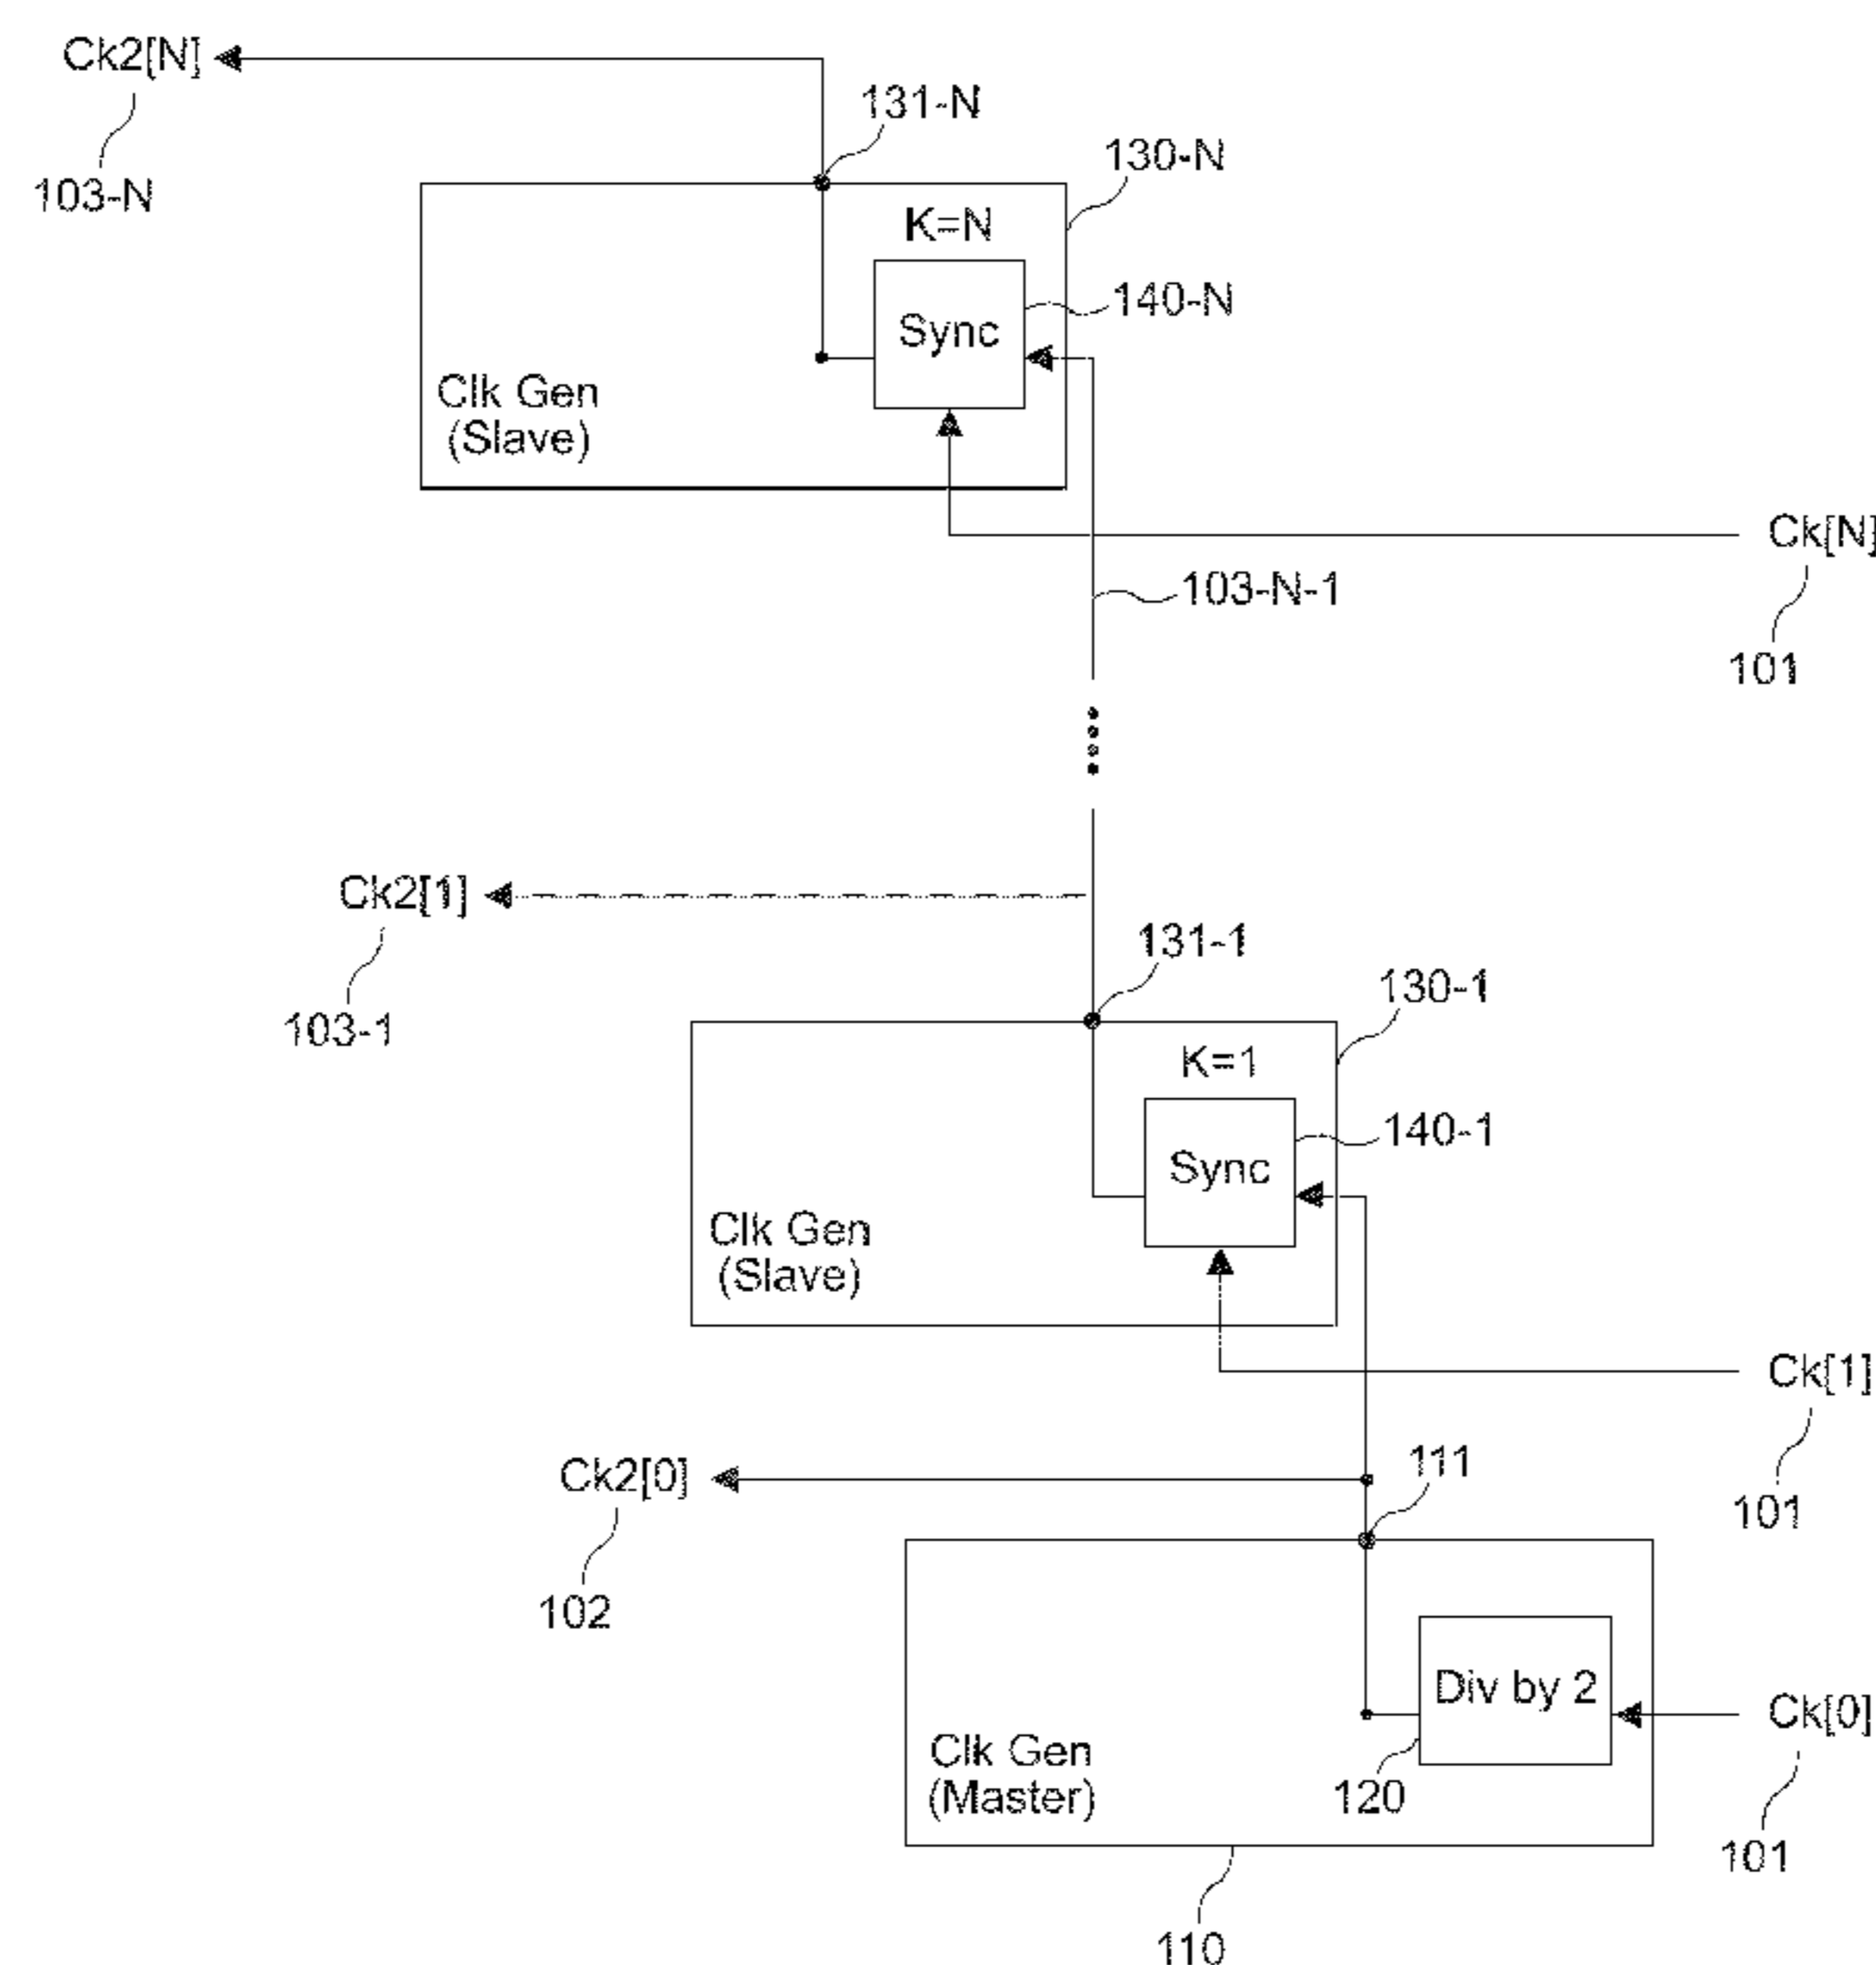 Ck2[N]
131-N
130-N
103-N
K=N
140-N
Sync
Clk Gen
(Slave)
Ck[N]
103-N-1
101
Ck2[1]
131-1
130-1
103-1
K=1
140-1
Sync
Clk Gen
(Slave)
Ck[1]
111
Ck2[0]
101
102
Div by 2
Ck[0]
Clk Gen
(Master)
120
101
110